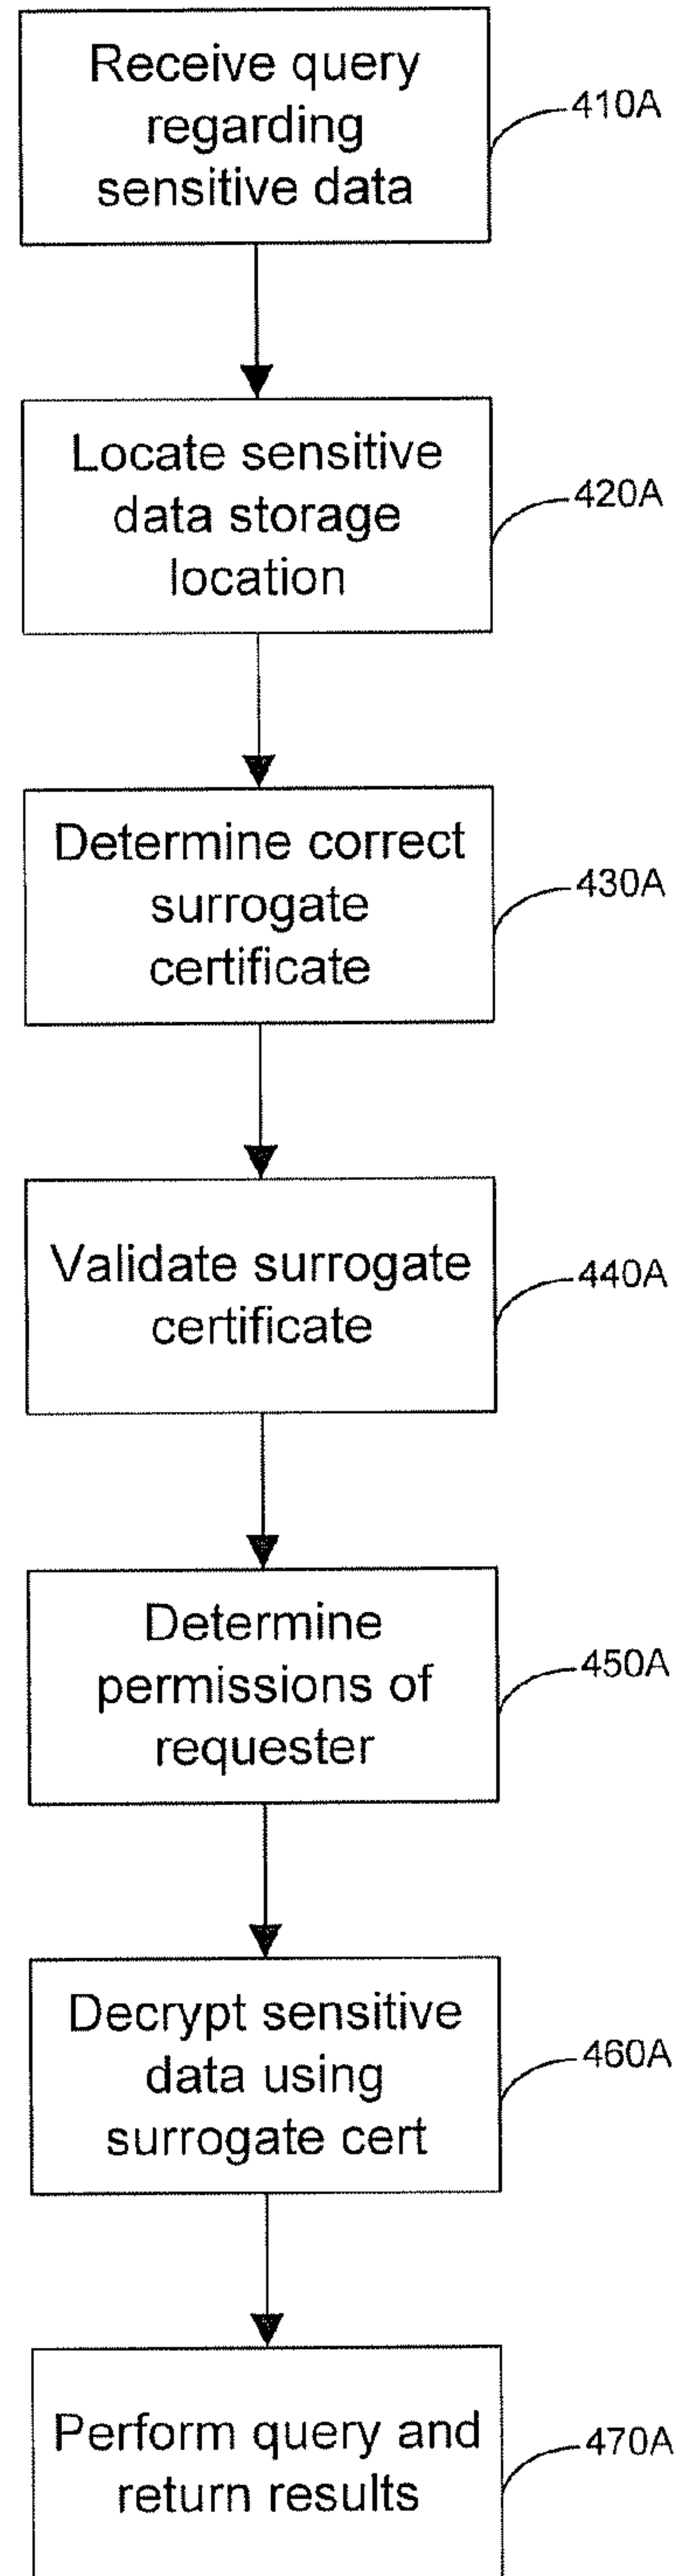 Receive query
regarding
sensitive data
410A
Locate sensitive
data storage
location
420A
Determine correct
surrogate
certificate
430A
Validate surrogate
certificate
440A
Determine
permissions of
requester
450A
Decrypt sensitive
data using
surrogate cert
460A
Perform query and
return results
470A